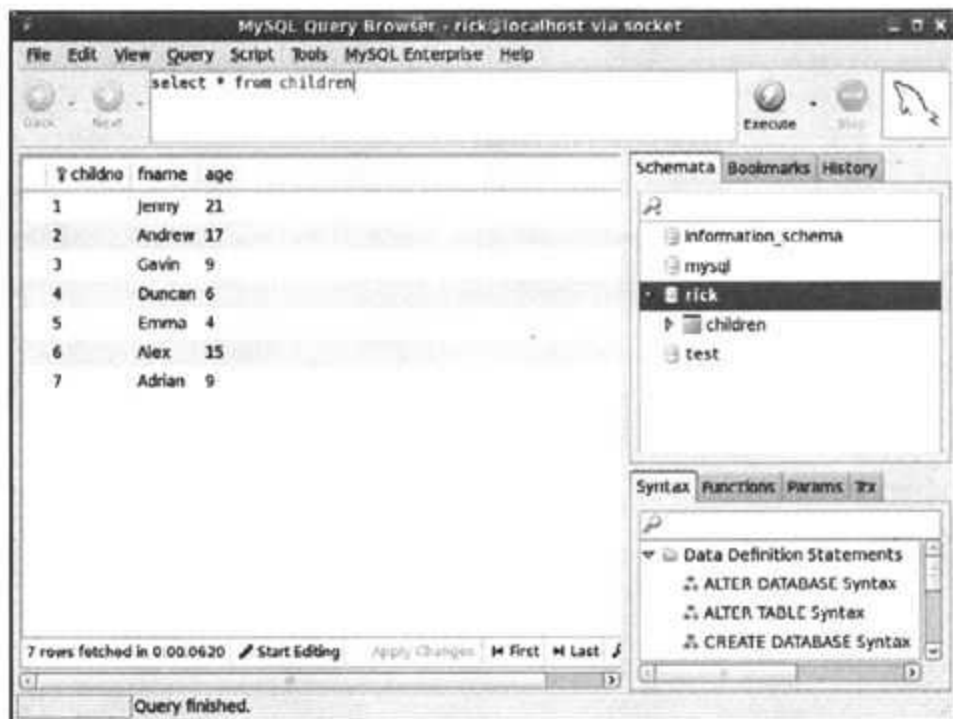 MySQL Query Browser - rick@localhost via socket
File Edit View Query Script Tools MySQL Enterprise Help
select * from children
Back Next Execute Stop
Schemata Bookmarks History
childno fname age
1 Jenny 21
2 Andrew 17
3 Gavin 9
4 Duncan 6
5 Emma 4
6 Alex 15
7 Adrian 9
information_schema
mysql
rick
children
test
Syntax Functions Params Trx
Data Definition Statements
ALTER DATABASE Syntax
ALTER TABLE Syntax
CREATE DATABASE Syntax
7 rows fetched in 0:00.0620 Start Editing Apply Changes First Last
Query finished.